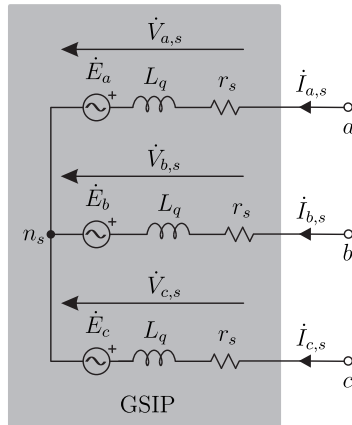 V̇a,s
Ėa Lq rs İa,s
+
a
V̇b,s
Ėb Lq rs İb,s
+
ns b
V̇c,s
Ėc Lq rs İc,s
+
c
GSIP